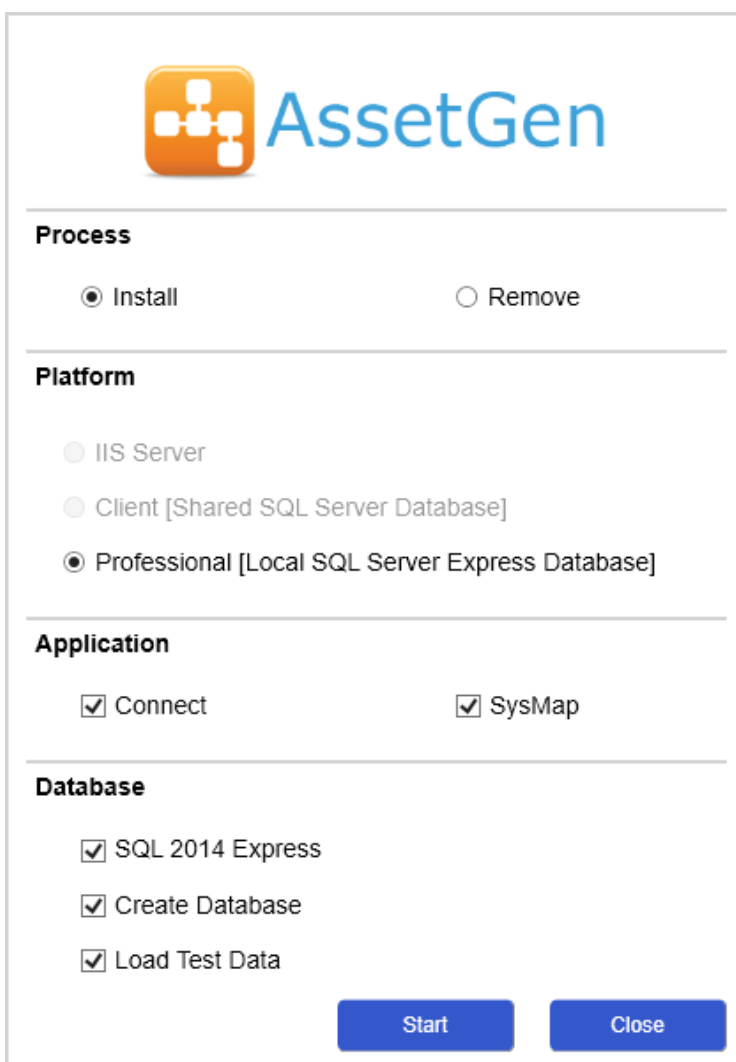 AssetGen
Process
Install Remove
Platform
IIS Server
Client [Shared SQL Server Database]
Professional [Local SQL Server Express Database]
Application
Connect SysMap
Database
SQL 2014 Express
Create Database
Load Test Data
Start Close